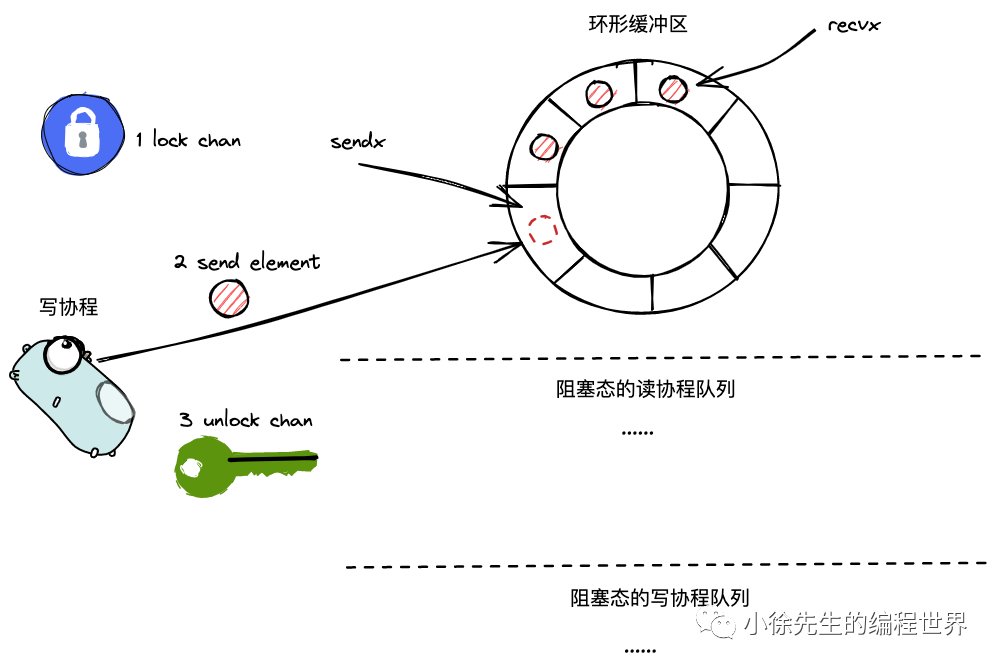 环形缓冲区
recvx
1 lock chan
sendx
2 send element
写协程
阻塞态的读协程队列
......
3 unlock chan
阻塞态的写协程队列
小徐先生的编程世界
......